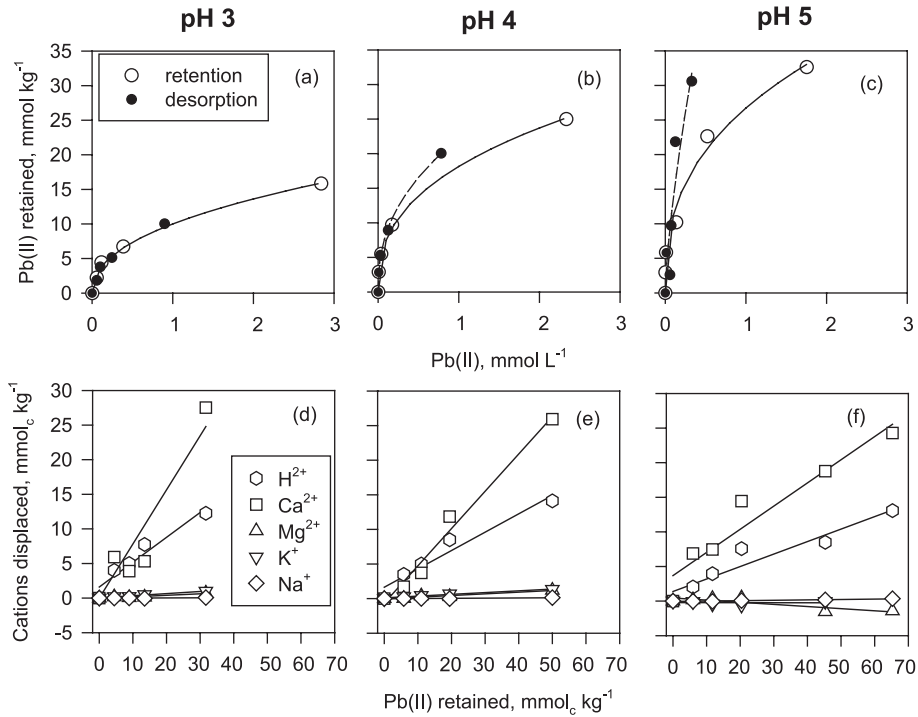 pH 3
pH 4
pH 5
35
30
25
20
15
10
5
0
Pb(II) retained, mmol kg⁻¹
retention
desorption
(a)
(b)
(c)
0 1 2 3
0 1 2 3
0 1 2 3
Pb(II), mmol L⁻¹
30
25
20
15
10
5
0
-5
Cations displaced, mmol_c kg⁻¹
(d)
(e)
(f)
H²⁺
Ca²⁺
Mg²⁺
K⁺
Na⁺
0 10 20 30 40 50 60 70
0 10 20 30 40 50 60 70
0 10 20 30 40 50 60 70
Pb(II) retained, mmol_c kg⁻¹